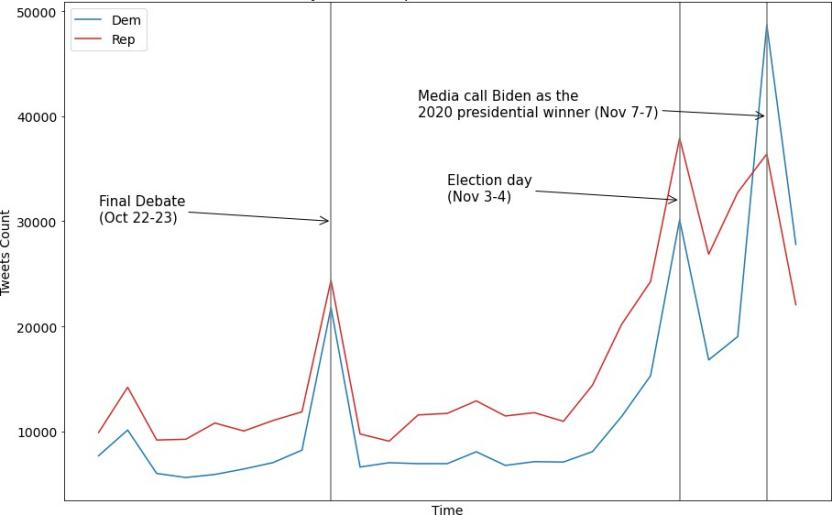 50000
40000
30000
20000
10000
Tweets Count
Dem
Rep
Media call Biden as the
2020 presidential winner (Nov 7-7)
Election day
(Nov 3-4)
Final Debate
(Oct 22-23)
Time